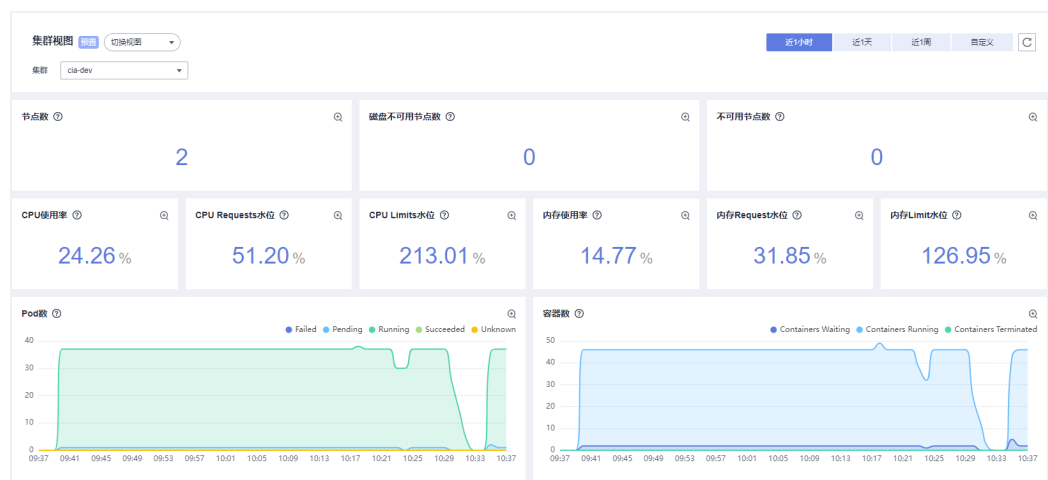 集群视图 预置 切换视图 近1小时 近1天 近1周 自定义
集群 cia-dev
节点数 磁盘不可用节点数 不可用节点数
2 0 0
CPU使用率 CPU Requests水位 CPU Limits水位 内存使用率 内存Request水位 内存Limit水位
24.26% 51.20% 213.01% 14.77% 31.85% 126.95%
Pod数
Failed Pending Running Succeeded Unknown
40
30
20
10
0
09:37 09:41 09:45 09:49 09:53 09:57 10:01 10:05 10:09 10:13 10:17 10:21 10:25 10:29 10:33 10:37
容器数
Containers Waiting Containers Running Containers Terminated
50
40
30
20
10
0
09:37 09:41 09:45 09:49 09:53 09:57 10:01 10:05 10:09 10:13 10:17 10:21 10:25 10:29 10:33 10:37